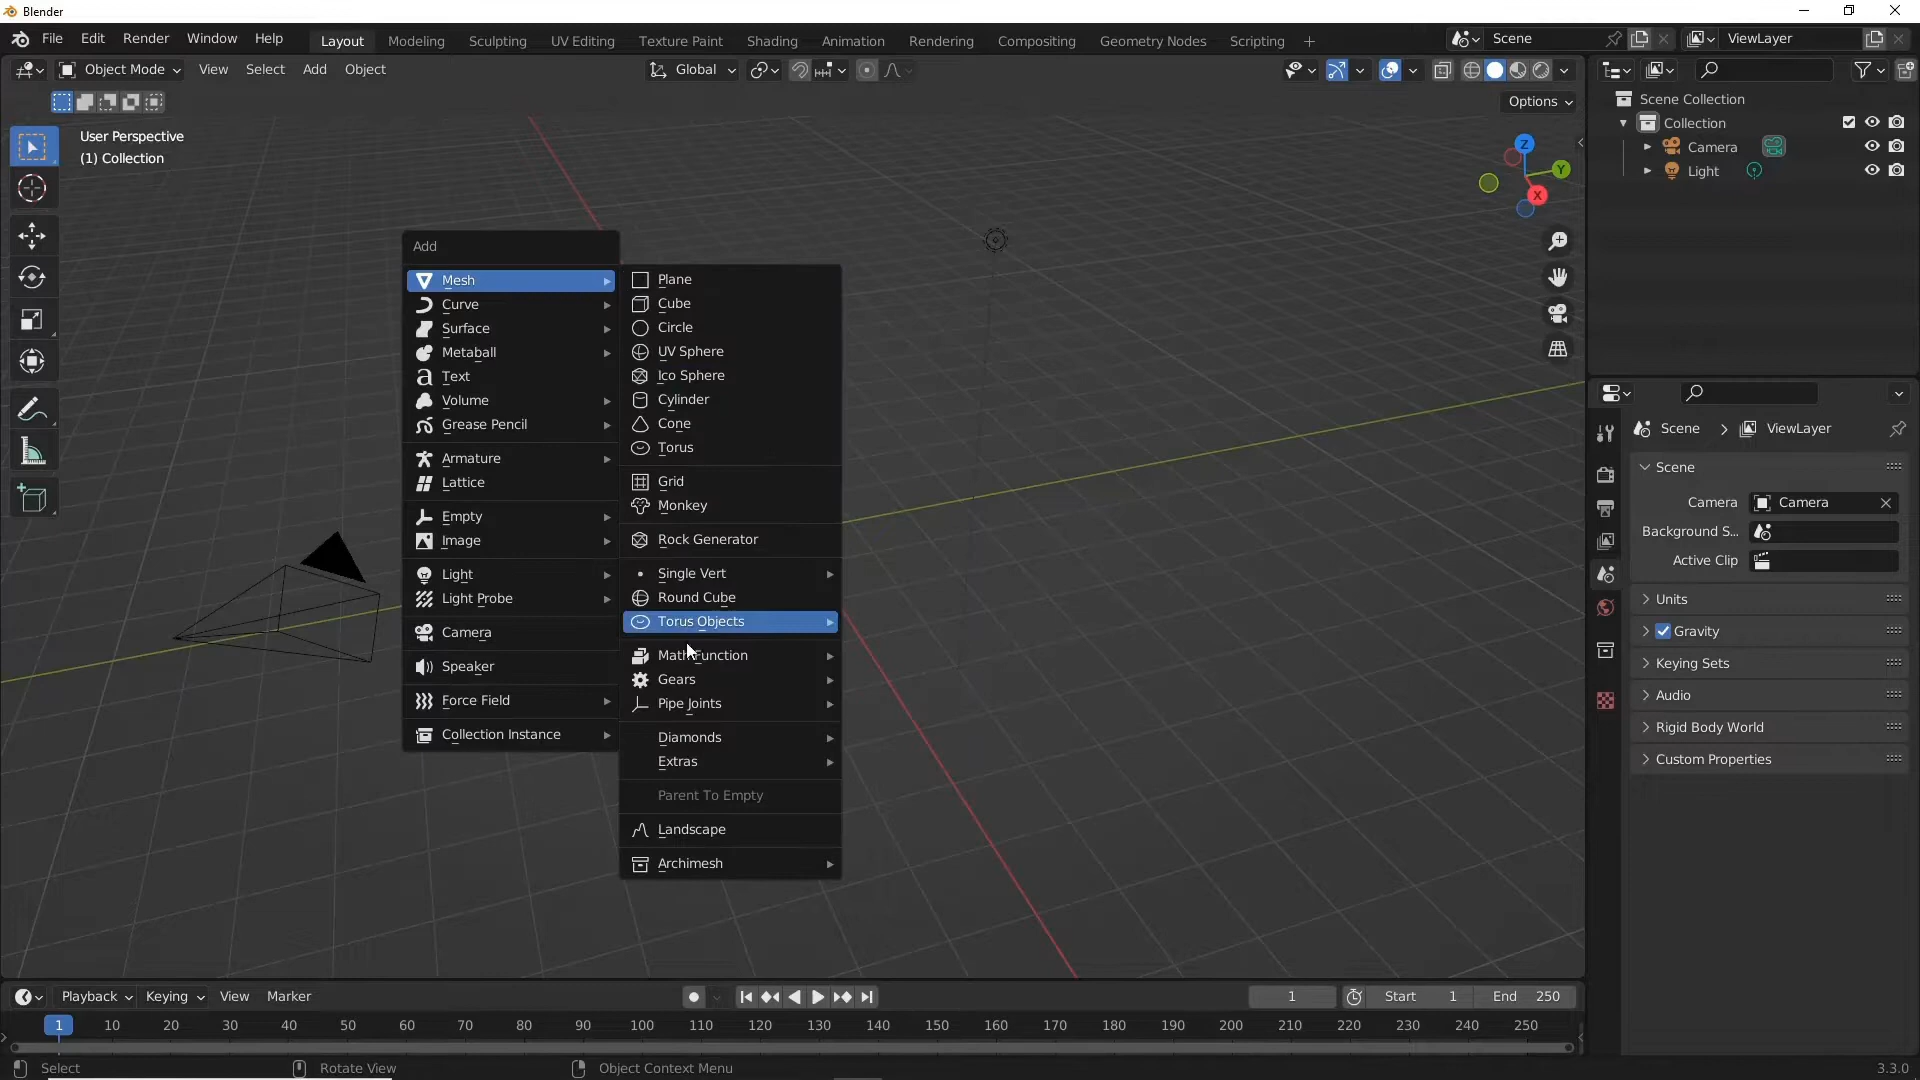 Blender
File Edit Render Window Help
Layout Modeling Sculpting UV Editing Texture Paint Shading Animation Rendering Compositing Geometry Nodes Scripting +
Scene
ViewLayer
Object Mode View Select Add Object
Global
Options
User Perspective
(1) Collection
Z
Y
X
Add
Mesh
Curve
Surface
Metaball
Text
Volume
Grease Pencil
Armature
Lattice
Empty
Image
Light
Light Probe
Camera
Speaker
Force Field
Collection Instance
Plane
Cube
Circle
UV Sphere
Ico Sphere
Cylinder
Cone
Torus
Grid
Monkey
Rock Generator
Single Vert
Round Cube
Torus Objects
Math Function
Gears
Pipe Joints
Diamonds
Extras
Parent To Empty
Landscape
Archimesh
Scene Collection
Collection
Camera
Light
Scene > ViewLayer
Scene
Camera Camera
Background S...
Active Clip
Units
Gravity
Keying Sets
Audio
Rigid Body World
Custom Properties
Playback Keying View Marker
1 Start 1 End 250
1 10 20 30 40 50 60 70 80 90 100 110 120 130 140 150 160 170 180 190 200 210 220 230 240 250
Select Rotate View Object Context Menu
3.3.0